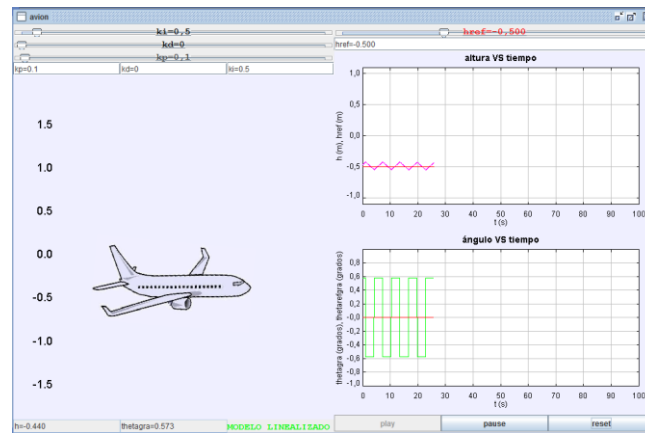 avion
ki=0.5
kd=0
kp=0.1
kp=0.1
kd=0
ki=0.5
1.5
1.0
0.5
0.0
-0.5
-1.0
-1.5
h=-0.440
thetagra=0.573
MODELO LINEALIZADO
href=-0.500
href=-0.500
altura VS tiempo
h (m), href (m)
1,0
0,5
0,0
-0,5
-1,0
0 10 20 30 40 50 60 70 80 90 100
t (s)
ángulo VS tiempo
thetagra (grados), thetarefgra (grados)
0,8
0,6
0,4
0,2
-0,0
-0,2
-0,4
-0,6
-0,8
-1,0
0 10 20 30 40 50 60 70 80 90 100
t (s)
play
pause
reset